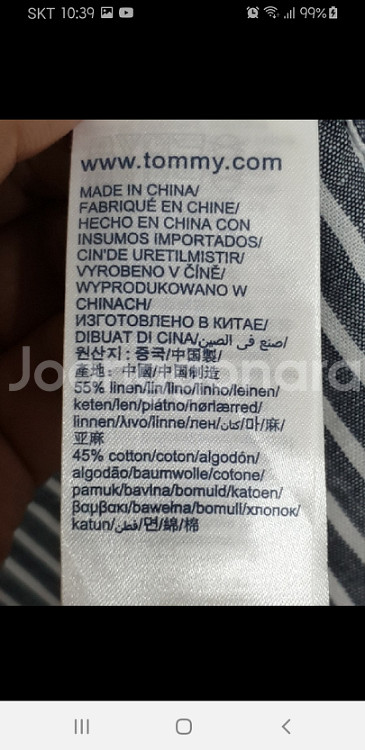 SKT 10:39
99%
www.tommy.com
MADE IN CHINA/
FABRIQUÉ EN CHINE/
HECHO EN CHINA CON
INSUMOS IMPORTADOS/
CIN'DE URETILMISTIR/
VYROBENO V ČÍNĚ/
WYPRODUKOWANO W
CHINACH/
ИЗГОТОВЛЕНО В КИТАЕ/
DIBUAT DI CINA/صنع في الصين/
원산지 : 중국/中国製/
產地 : 中國/中国制造
55% linen/lin/lino/linho/leinen/
keten/len/plátno/nørlærred/
linnen/λινο/linne/лен/كتان/마/麻/
亚麻
45% cotton/coton/algodón/
algodão/baumwolle/cotone/
pamuk/bavlna/bomuld/katoen/
βαμβακι/bawełna/bomull/хлопок/
katun/قطن/면/綿/棉